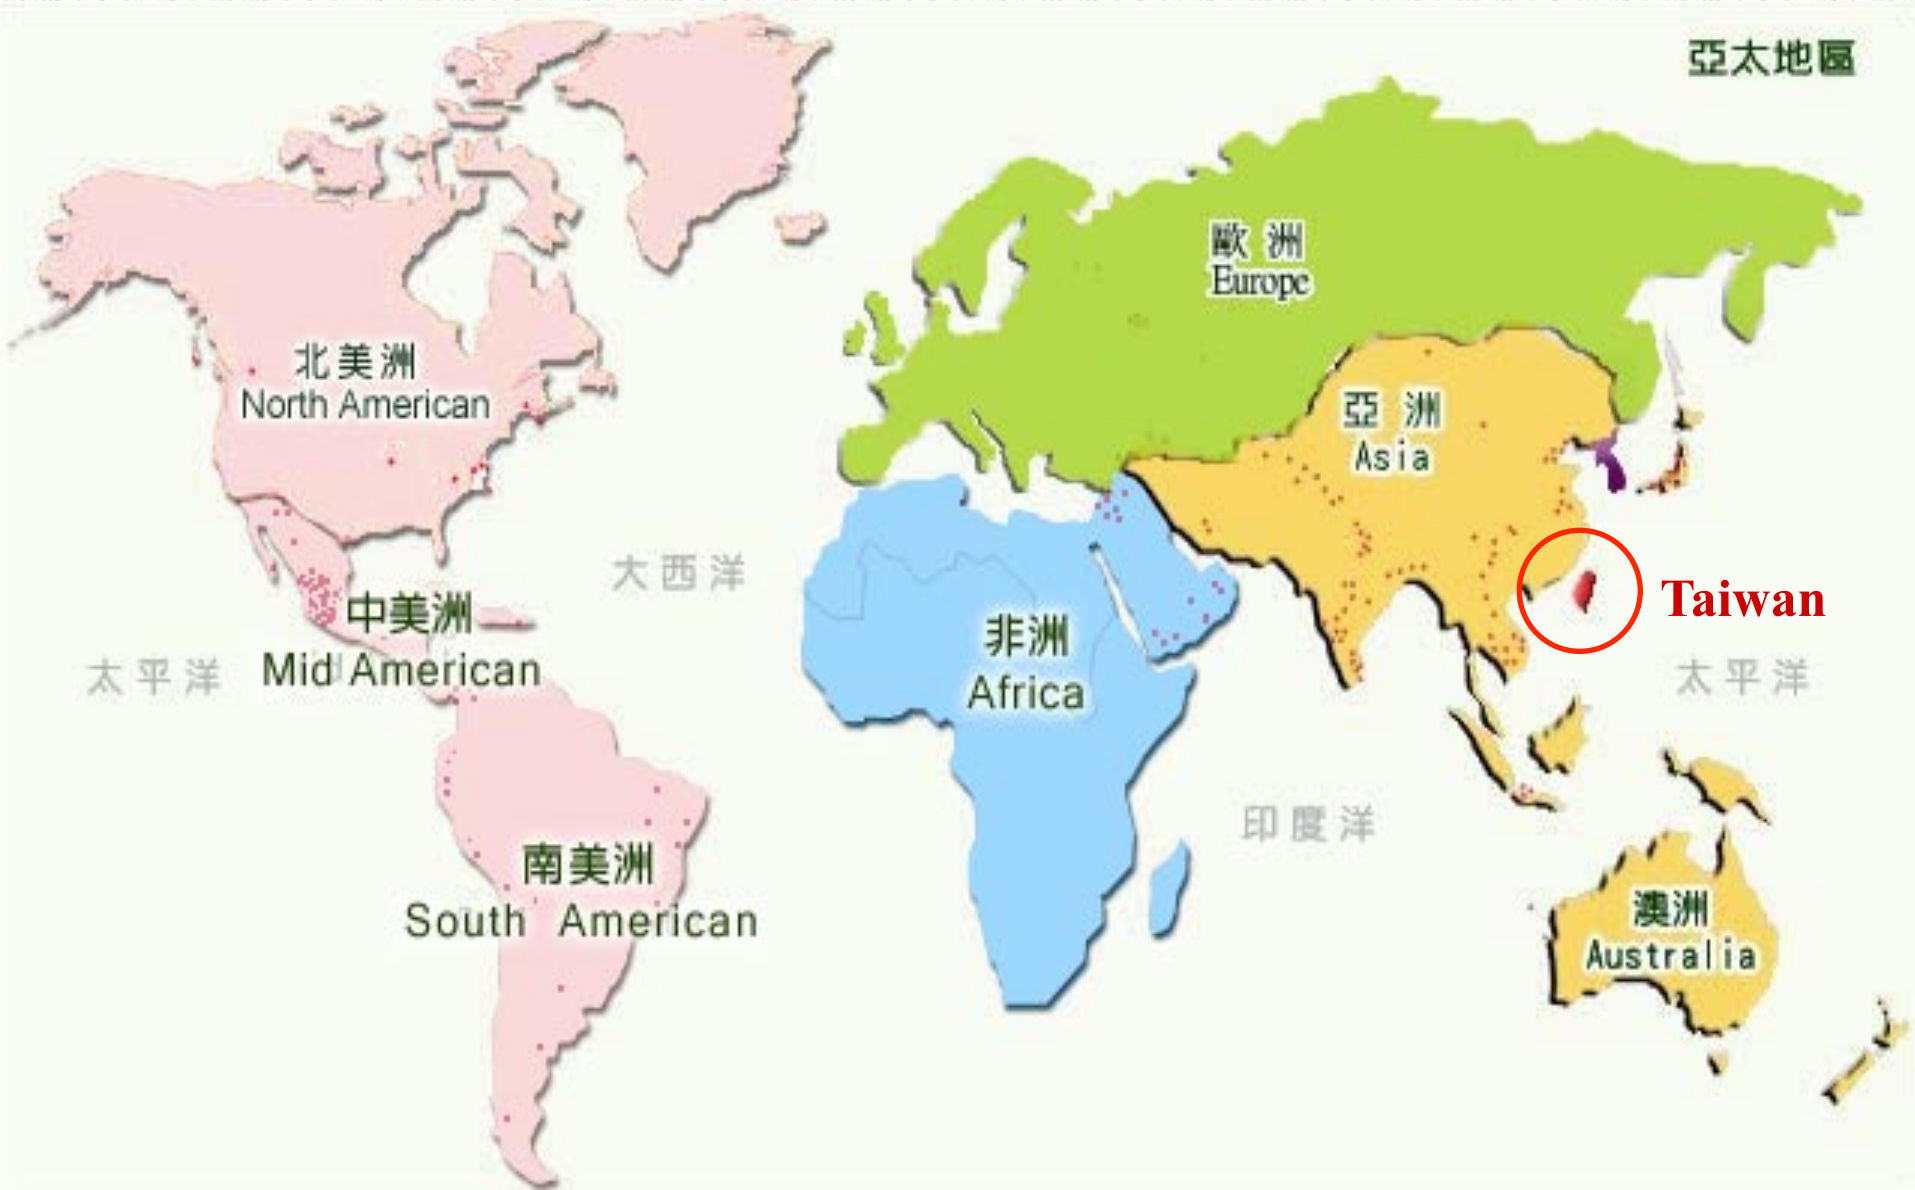 亞太地區
歐洲
Europe
北美洲
North American
亞洲
Asia
大西洋
Taiwan
中美洲
Mid American
太平洋
非洲
Africa
太平洋
印度洋
南美洲
South American
澳洲
Australia